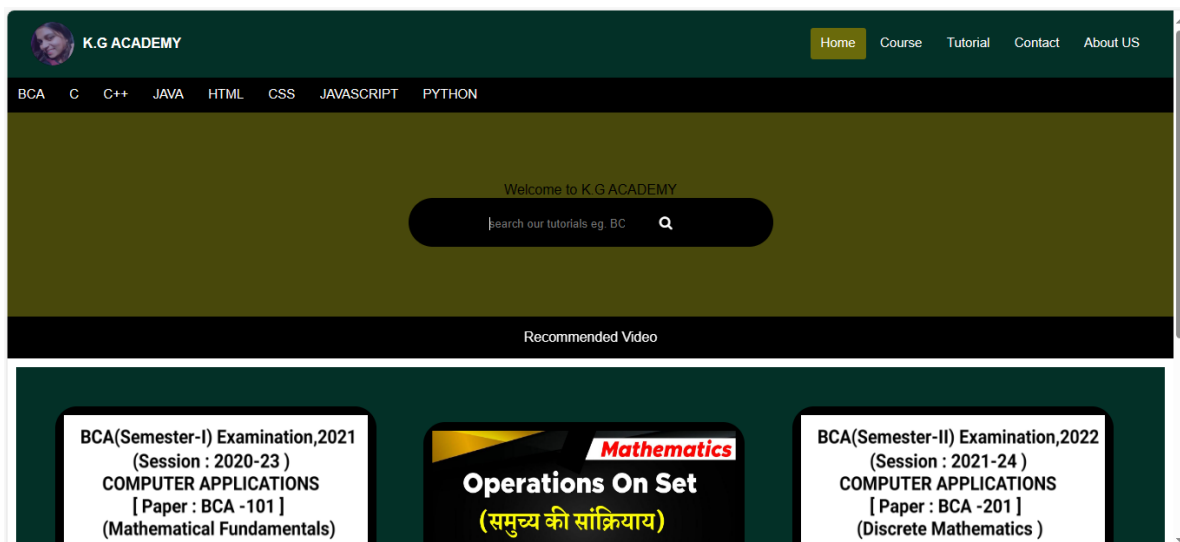 K.G ACADEMY
Home Course Tutorial Contact About US
BCA C C++ JAVA HTML CSS JAVASCRIPT PYTHON
Welcome to K.G ACADEMY
search our tutorials eg. BC
Recommended Video
BCA(Semester-I) Examination,2021
(Session : 2020-23 )
COMPUTER APPLICATIONS
[ Paper : BCA -101 ]
(Mathematical Fundamentals)
Mathematics
Operations On Set
(समुच्य की सांक्रियाय)
BCA(Semester-II) Examination,2022
(Session : 2021-24 )
COMPUTER APPLICATIONS
[ Paper : BCA -201 ]
(Discrete Mathematics )